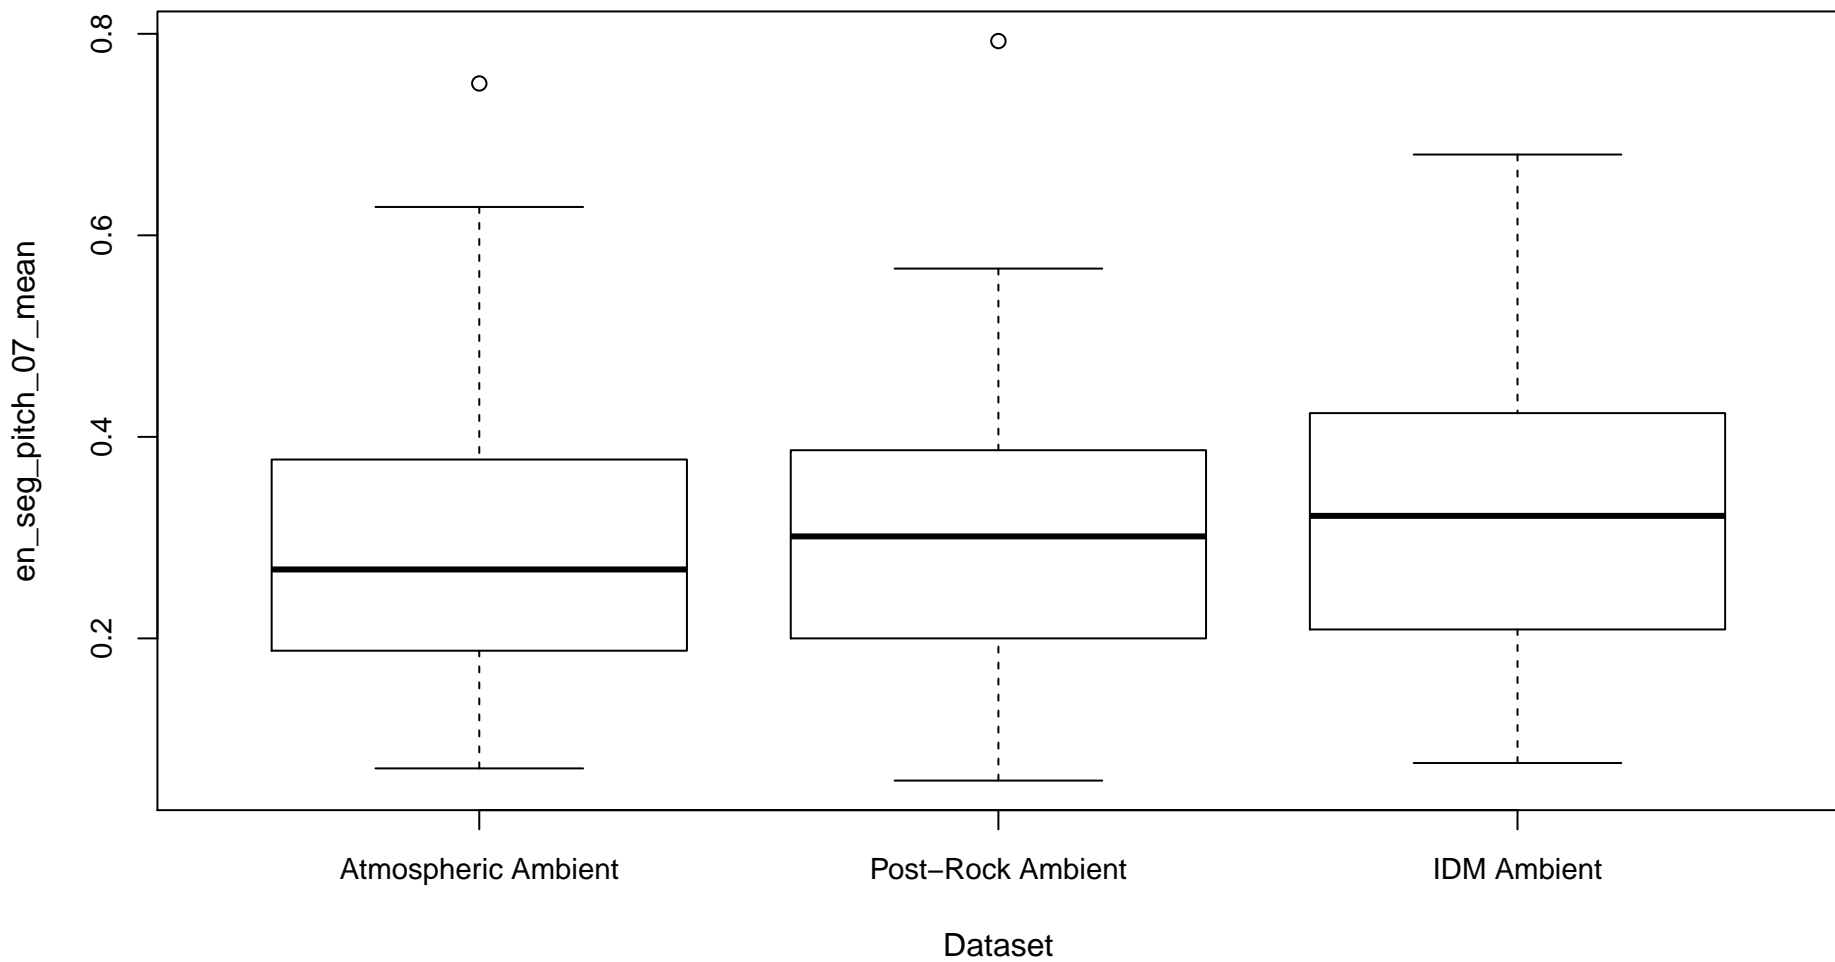 0.8
0.6
0.4
0.2
en_seg_pitch_07_mean
Atmospheric Ambient
Post−Rock Ambient
IDM Ambient
Dataset